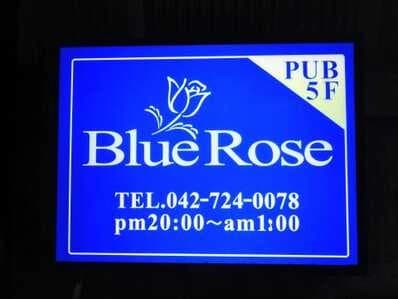 PUB
5F
Blue Rose
TEL.042-724-0078
pm20:00～am1:00